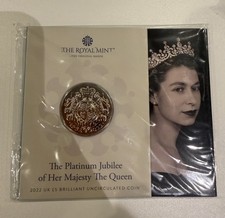 THE ROYAL MINT
The Platinum Jubilee
of Her Majesty The Queen
2022 UK £5 BRILLIANT UNCIRCULATED COIN